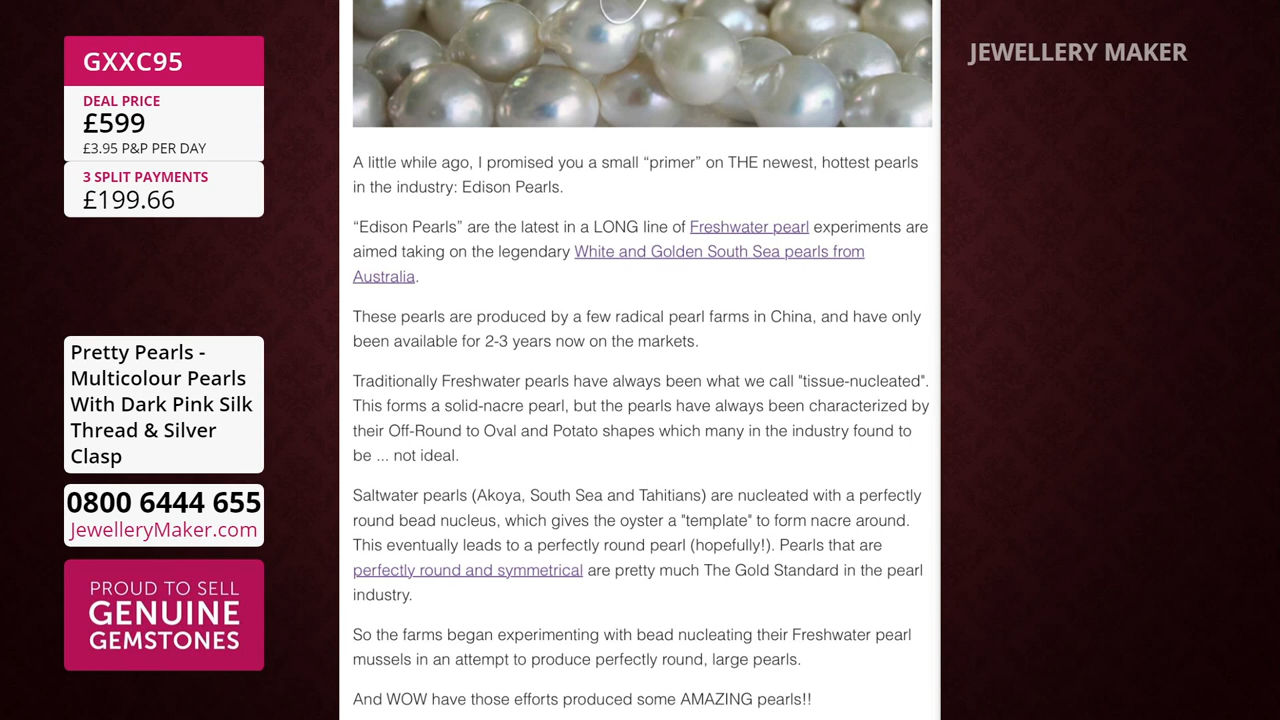 GXXC95
DEAL PRICE
£599
£3.95 P&P PER DAY
3 SPLIT PAYMENTS
£199.66
Pretty Pearls -
Multicolour Pearls
With Dark Pink Silk
Thread & Silver
Clasp
0800 6444 655
JewelleryMaker.com
PROUD TO SELL
GENUINE
GEMSTONES
A little while ago, I promised you a small “primer” on THE newest, hottest pearls
in the industry: Edison Pearls.
“Edison Pearls” are the latest in a LONG line of Freshwater pearl experiments are
aimed taking on the legendary White and Golden South Sea pearls from
Australia.
These pearls are produced by a few radical pearl farms in China, and have only
been available for 2-3 years now on the markets.
Traditionally Freshwater pearls have always been what we call "tissue-nucleated".
This forms a solid-nacre pearl, but the pearls have always been characterized by
their Off-Round to Oval and Potato shapes which many in the industry found to
be ... not ideal.
Saltwater pearls (Akoya, South Sea and Tahitians) are nucleated with a perfectly
round bead nucleus, which gives the oyster a "template" to form nacre around.
This eventually leads to a perfectly round pearl (hopefully!). Pearls that are
perfectly round and symmetrical are pretty much The Gold Standard in the pearl
industry.
So the farms began experimenting with bead nucleating their Freshwater pearl
mussels in an attempt to produce perfectly round, large pearls.
And WOW have those efforts produced some AMAZING pearls!!
JEWELLERY MAKER